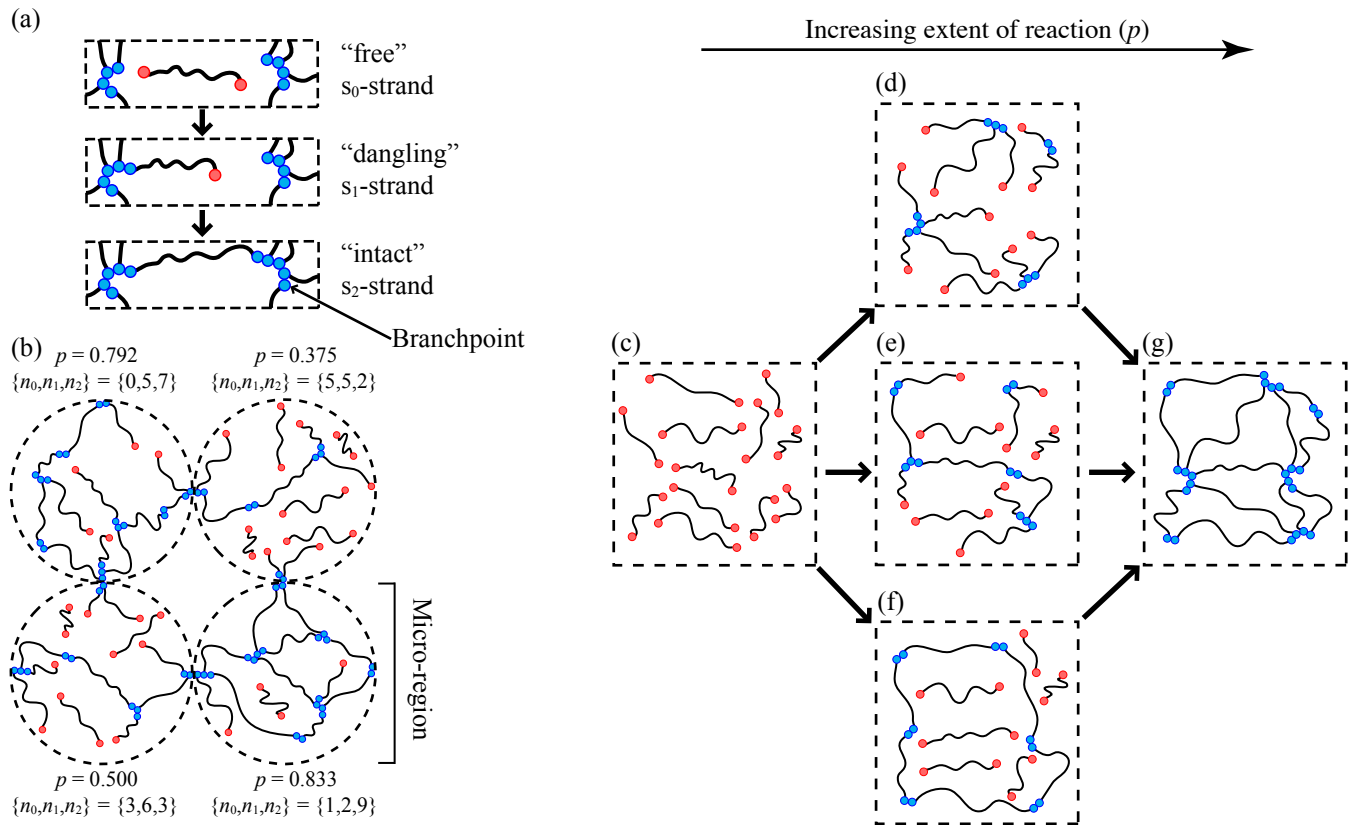 (a)
"free"
s₀-strand
"dangling"
s₁-strand
"intact"
s₂-strand
Branchpoint
(b)
p = 0.792
{n₀,n₁,n₂} = {0,5,7}
p = 0.375
{n₀,n₁,n₂} = {5,5,2}
Micro-region
p = 0.500
{n₀,n₁,n₂} = {3,6,3}
p = 0.833
{n₀,n₁,n₂} = {1,2,9}
Increasing extent of reaction (p)
(c)
(d)
(e)
(f)
(g)